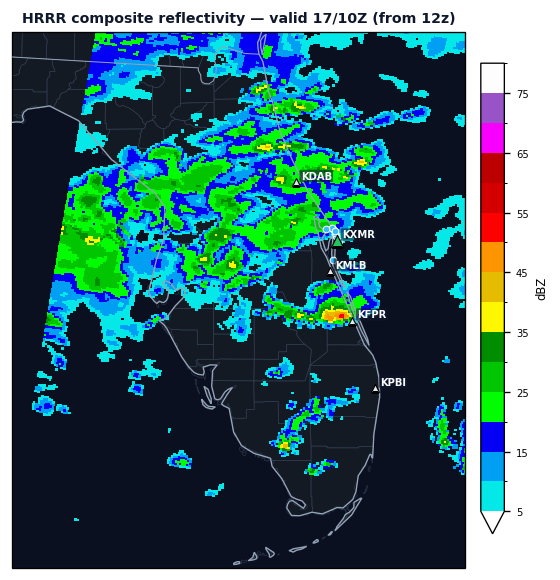 HRRR composite reflectivity — valid 17/10Z (from 12z)
75
65
55
45
35
25
15
5
dBZ
KDAB
KXMR
KMLB
KFPR
KPBI